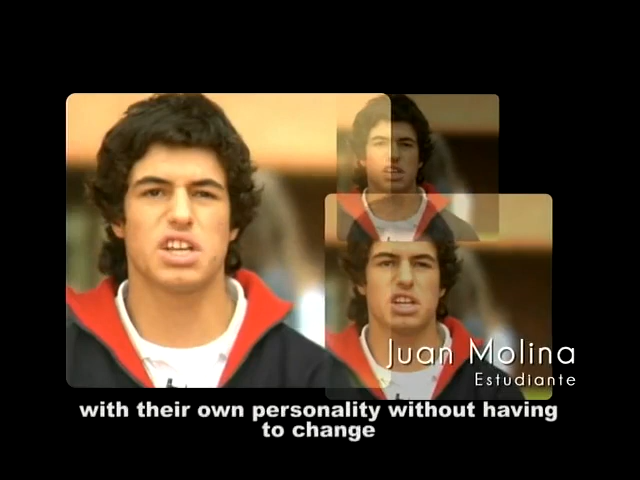 Juan Molina
Estudiante
with their own personality without having
to change